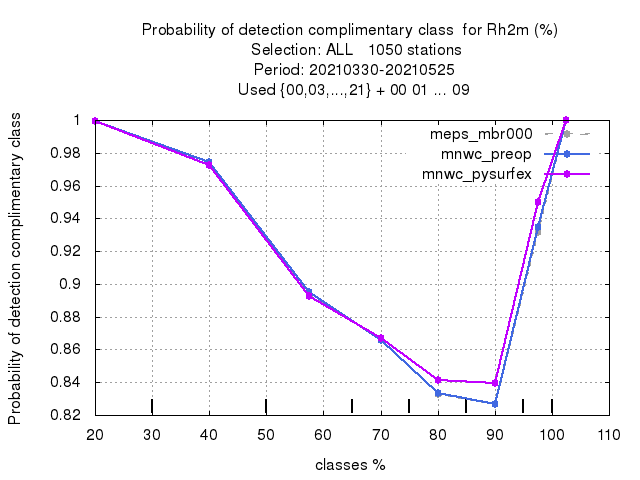 Probability of detection complimentary class  for Rh2m (%)
Selection: ALL   1050 stations
Period: 20210330-20210525
Used {00,03,...,21} + 00 01 ... 09
Probability of detection complimentary class
1
0.98
0.96
0.94
0.92
0.9
0.88
0.86
0.84
0.82
meps_mbr000
mnwc_preop
mnwc_pysurfex
20 30 40 50 60 70 80 90 100 110
classes %